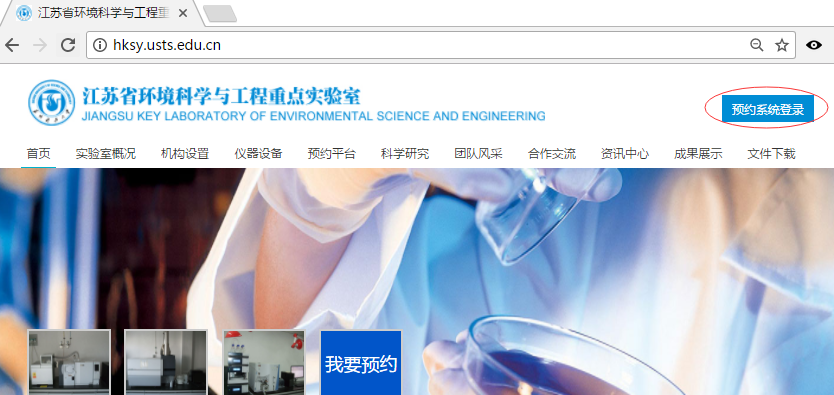 江苏省环境科学与工程重
hksy.usts.edu.cn
江苏省环境科学与工程重点实验室
JIANGSU KEY LABORATORY OF ENVIRONMENTAL SCIENCE AND ENGINEERING
预约系统登录
首页 实验室概况 机构设置 仪器设备 预约平台 科学研究 团队风采 合作交流 资讯中心 成果展示 文件下载
我要预约